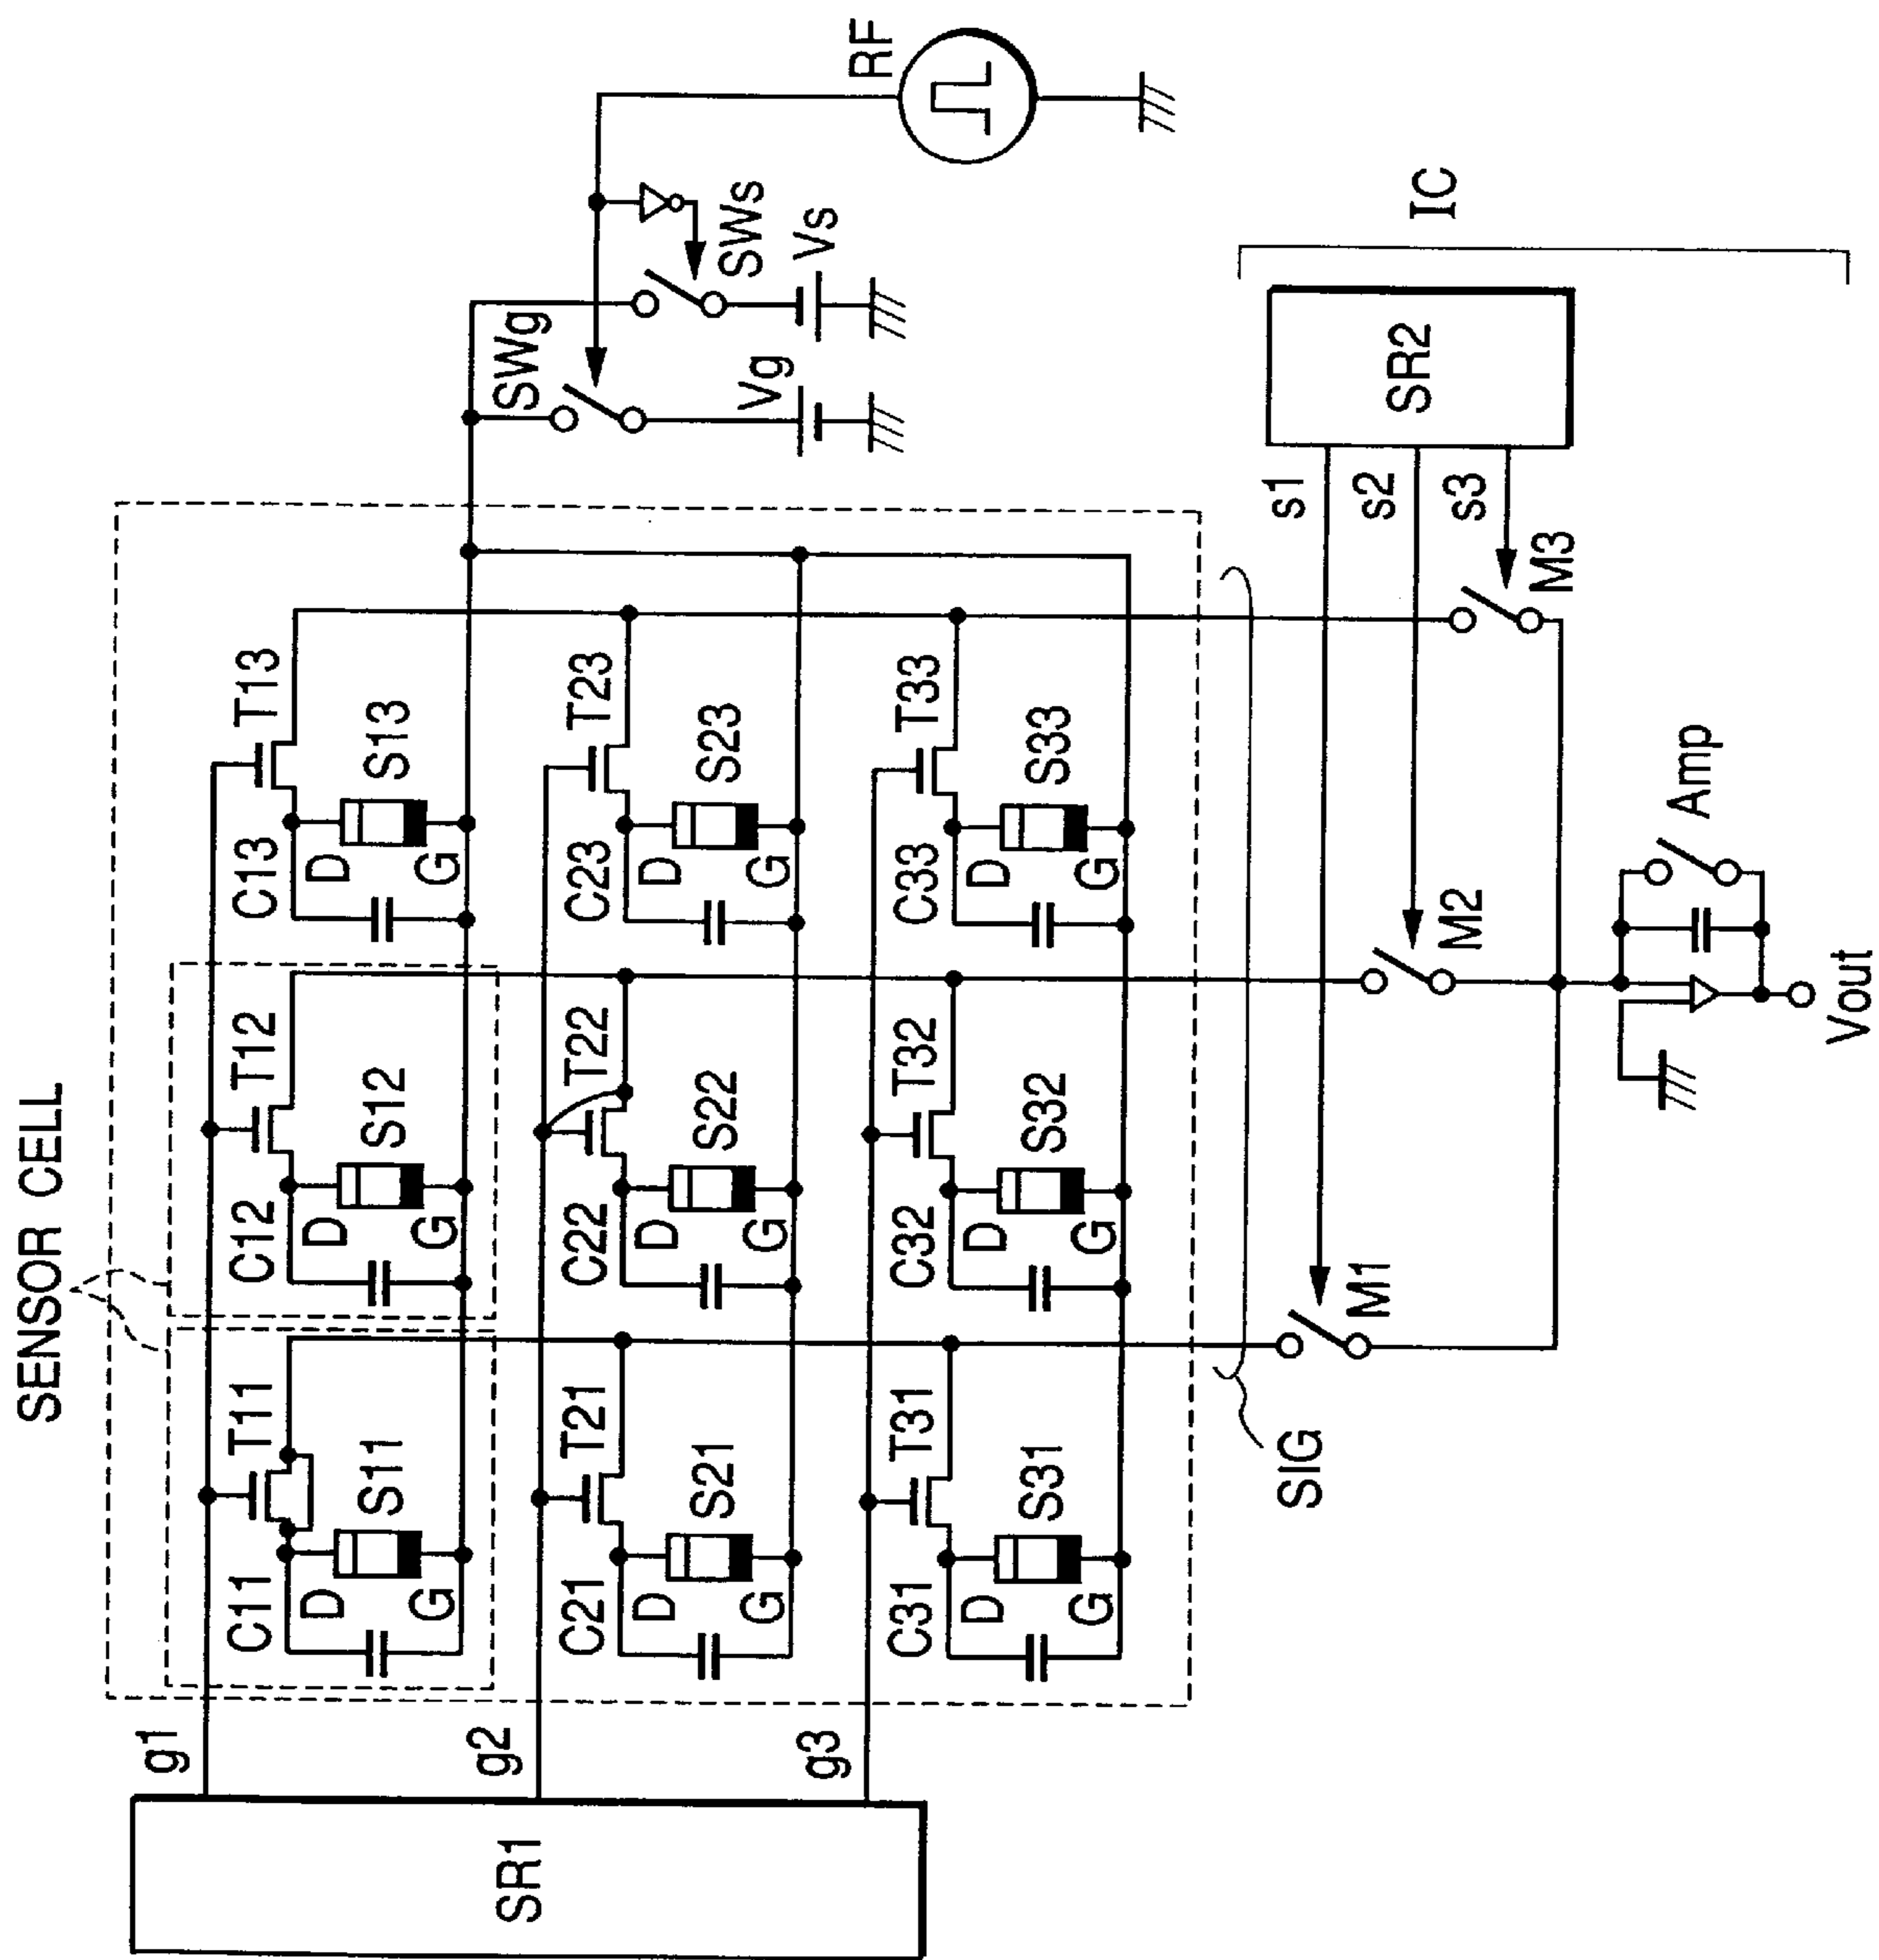 SENSOR CELL
SR1
g1
g2
g3
C11
T11
D
S11
G
C12
T12
D
S12
G
C13
T13
D
S13
G
C21
T21
D
S21
G
C22
T22
D
S22
G
C23
T23
D
S23
G
C31
T31
D
S31
G
C32
T32
D
S32
G
C33
T33
D
S33
G
SWg
Vg
SWs
Vs
RF
SIG
M1
M2
M3
s1
s2
s3
SR2
IC
Amp
Vout